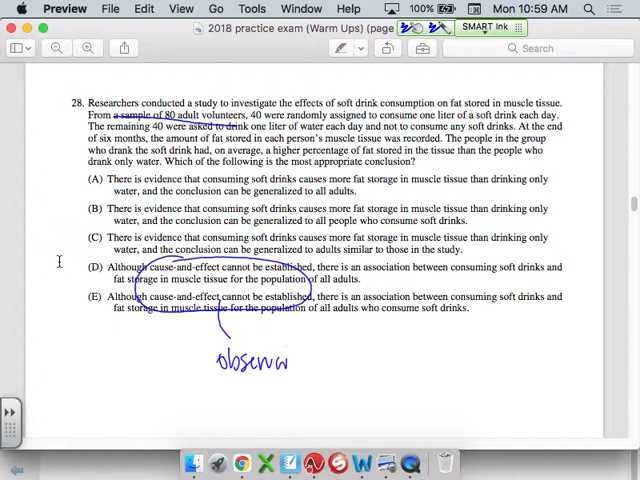 Preview File Edit View Go Tools Window Help 100% Mon 10:59 AM
2018 practice exam (Warm Ups) (page
SMART Ink
Search
28. Researchers conducted a study to investigate the effects of soft drink consumption on fat stored in muscle tissue.
From a sample of 80 adult volunteers, 40 were randomly assigned to consume one liter of a soft drink each day.
The remaining 40 were asked to drink one liter of water each day and not to consume any soft drinks. At the end
of six months, the amount of fat stored in each person's muscle tissue was recorded. The people in the group
who drank the soft drink had, on average, a higher percentage of fat stored in the tissue than the people who
drank only water. Which of the following is the most appropriate conclusion?
(A) There is evidence that consuming soft drinks causes more fat storage in muscle tissue than drinking only
water, and the conclusion can be generalized to all adults.
(B) There is evidence that consuming soft drinks causes more fat storage in muscle tissue than drinking only
water, and the conclusion can be generalized to all people who consume soft drinks.
(C) There is evidence that consuming soft drinks causes more fat storage in muscle tissue than drinking only
water, and the conclusion can be generalized to adults similar to those in the study.
(D) Although cause-and-effect cannot be established, there is an association between consuming soft drinks and
fat storage in muscle tissue for the population of all adults.
(E) Although cause-and-effect cannot be established, there is an association between consuming soft drinks and
fat storage in muscle tissue for the population of all adults who consume soft drinks.